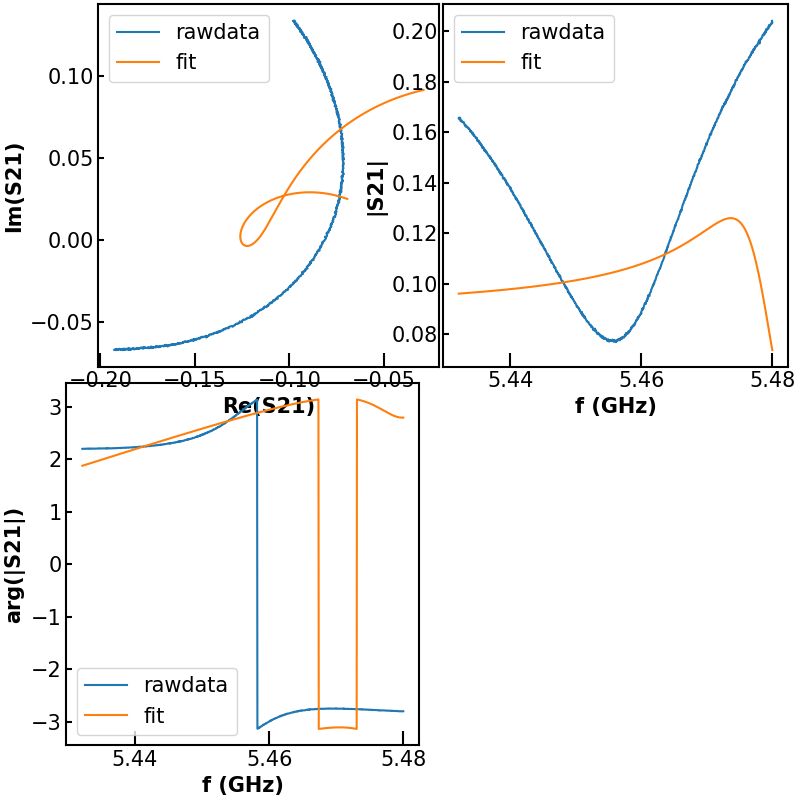 rawdata
fit
0.10
0.05
0.00
−0.05
Im(S21)
−0.20
−0.15
−0.10
−0.05
Re(S21)
rawdata
fit
0.20
0.18
0.16
0.14
0.12
0.10
0.08
|S21|
5.44
5.46
5.48
f (GHz)
3
2
1
0
−1
−2
−3
arg(|S21|)
rawdata
fit
5.44
5.46
5.48
f (GHz)